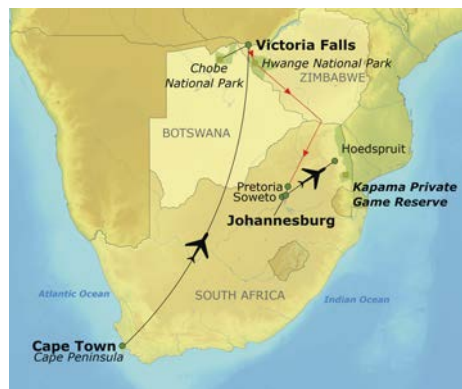 Victoria Falls
Chobe
National Park
Hwange National Park
ZIMBABWE
BOTSWANA
Hoedspruit
Pretoria
Soweto
Kapama Private
Game Reserve
Johannesburg
Atlantic Ocean
SOUTH AFRICA
Indian Ocean
Cape Town
Cape Peninsula